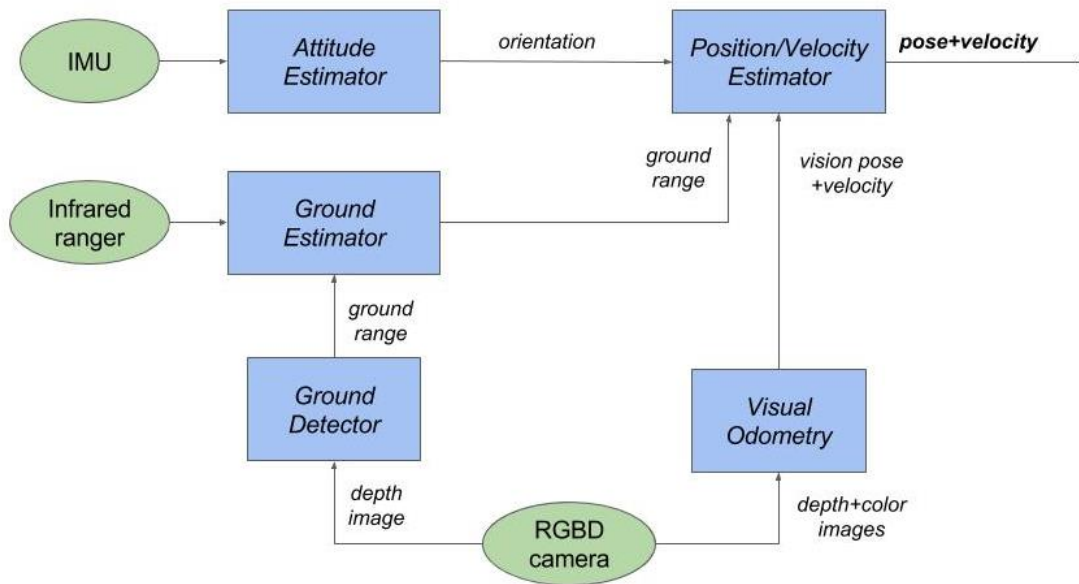 IMU
Attitude
Estimator
orientation
Position/Velocity
Estimator
pose+velocity
ground
range
vision pose
+velocity
Infrared
ranger
Ground
Estimator
ground
range
Ground
Detector
Visual
Odometry
depth
image
RGBD
camera
depth+color
images